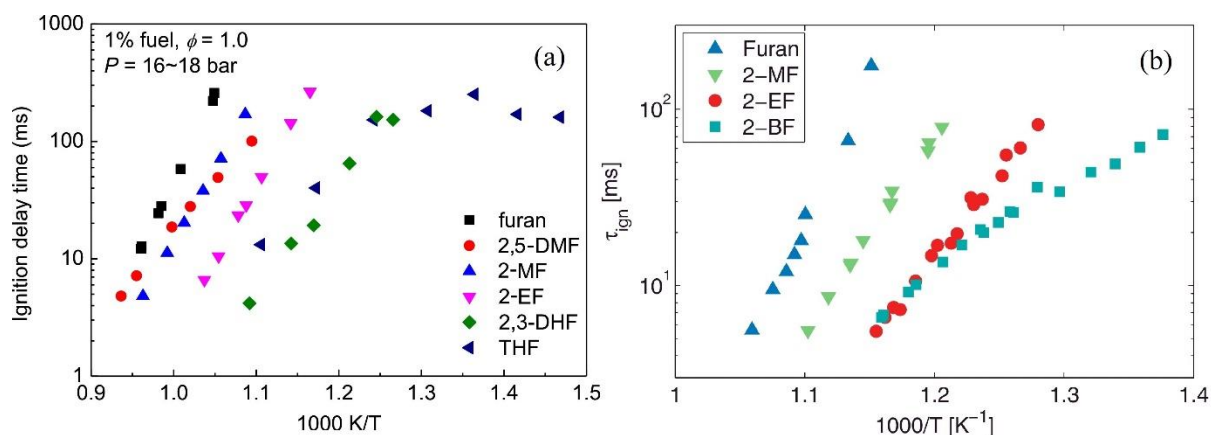 1% fuel, ϕ = 1.0
P = 16~18 bar
(a)
Ignition delay time (ms)
1000
100
10
1
furan
2,5-DMF
2-MF
2-EF
2,3-DHF
THF
0.9 1.0 1.1 1.2 1.3 1.4 1.5
1000 K/T
Furan
2-MF
2-EF
2-BF
(b)
τign [ms]
10²
10¹
1 1.1 1.2 1.3 1.4
1000/T [K⁻¹]